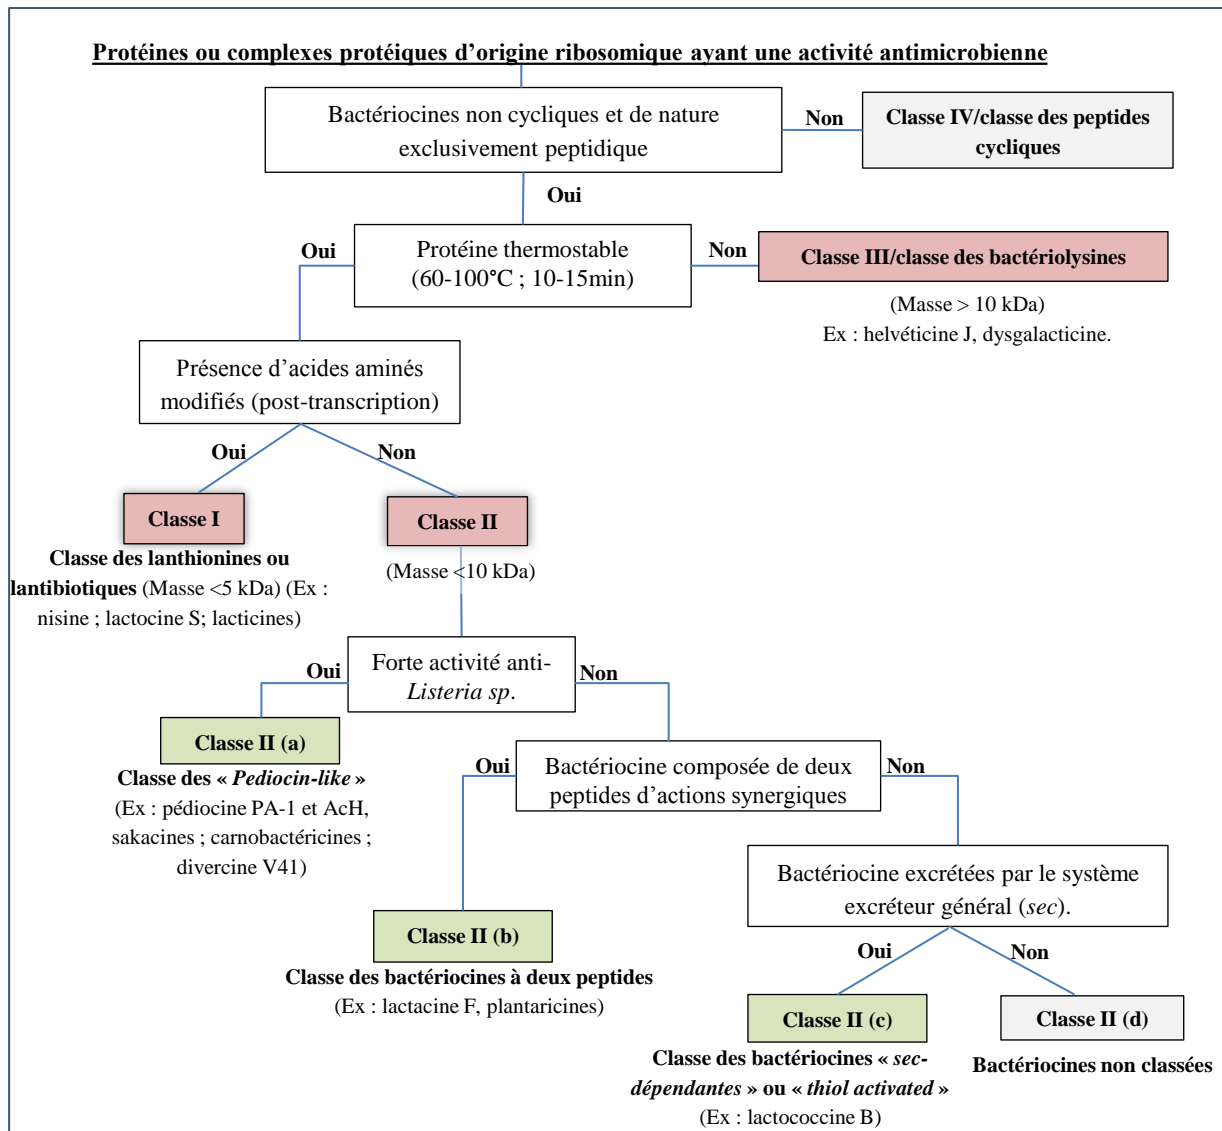 Protéines ou complexes protéiques d'origine ribosomique ayant une activité antimicrobienne
Bactériocines non cycliques et de nature
exclusivement peptidique
Non
Classe IV/classe des peptides
cycliques
Oui
Oui
Protéine thermostable
(60-100°C ; 10-15min)
Non
Classe III/classe des bactériolysines
(Masse > 10 kDa)
Ex : helvéticine J, dysgalacticine.
Présence d'acides aminés
modifiés (post-transcription)
Oui
Non
Classe I
Classe des lanthionines ou
lantibiotiques (Masse <5 kDa) (Ex :
nisine ; lactocine S; lacticines)
Classe II
(Masse <10 kDa)
Oui
Forte activité anti-
Listeria sp.
Non
Classe II (a)
Classe des « Pediocin-like »
(Ex : pédiocine PA-1 et AcH,
sakacines ; carnobactéricines ;
divercine V41)
Oui
Bactériocine composée de deux
peptides d'actions synergiques
Non
Classe II (b)
Classe des bactériocines à deux peptides
(Ex : lactacine F, plantaricines)
Bactériocine excrétées par le système
excréteur général (sec).
Oui
Non
Classe II (c)
Classe des bactériocines « sec-
dépendantes » ou « thiol activated »
(Ex : lactococcine B)
Classe II (d)
Bactériocines non classées